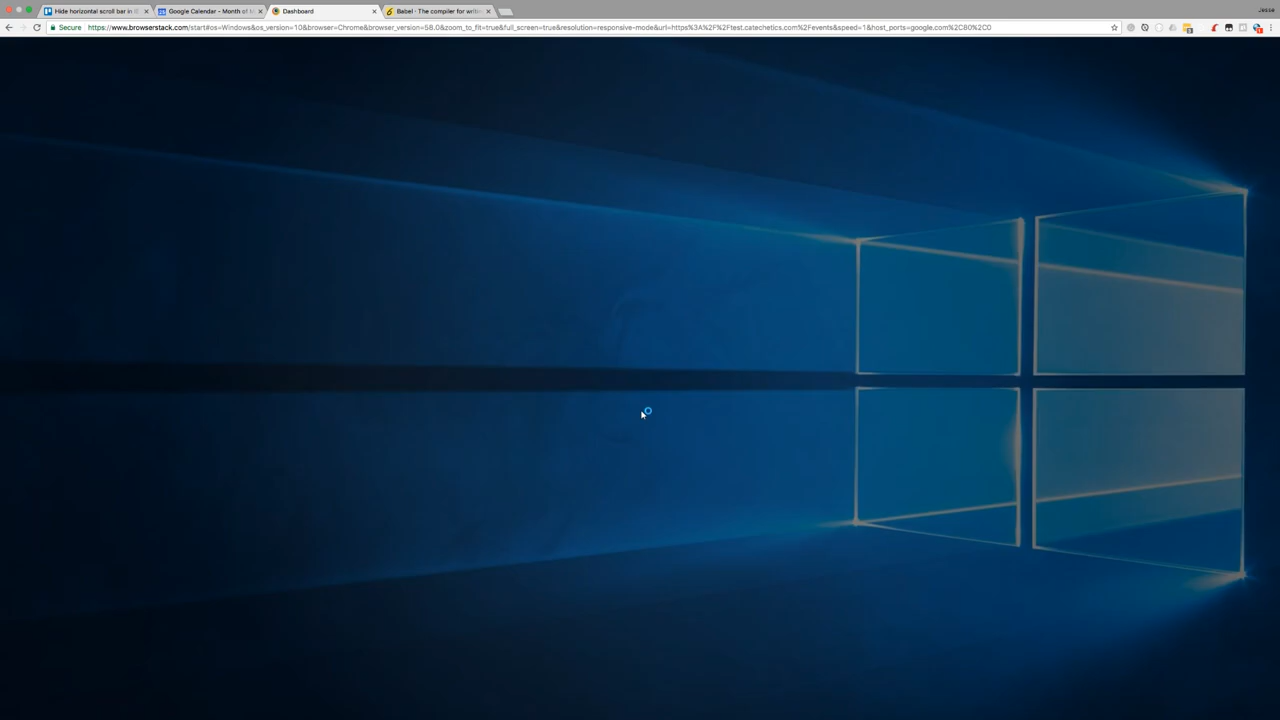 Hide horizontal scroll bar in
Google Calendar - Month of M
Dashboard
Babel - The compiler for writi
Jesse
Secure
https://www.browserstack.com/start#os=Windows&os_version=10&browser=Chrome&browser_version=58.0&zoom_to_fit=true&full_screen=true&resolution=responsive-mode&url=https%3A%2F%2Ftest.catechetics.com%2Fevents&speed=1&host_ports=google.com%2C80%2C0